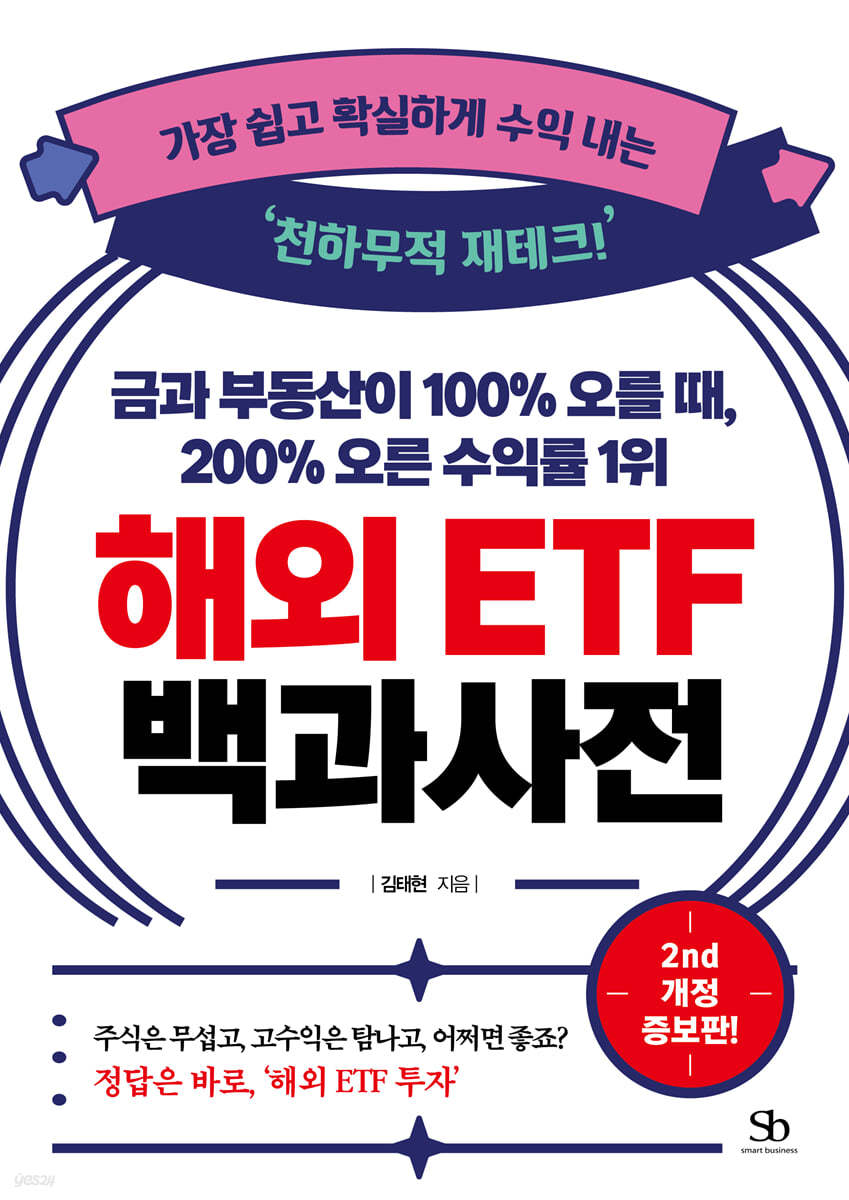 가장 쉽고 확실하게 수익 내는
‘천하무적 재테크!’
금과 부동산이 100% 오를 때,
200% 오른 수익률 1위
해외 ETF
백과사전
| 김태현 지음 |
2nd
개정
증보판!
주식은 무섭고, 고수익은 탐나고, 어쩌면 좋죠?
정답은 바로, ‘해외 ETF 투자’
Sb
smart business
yes24